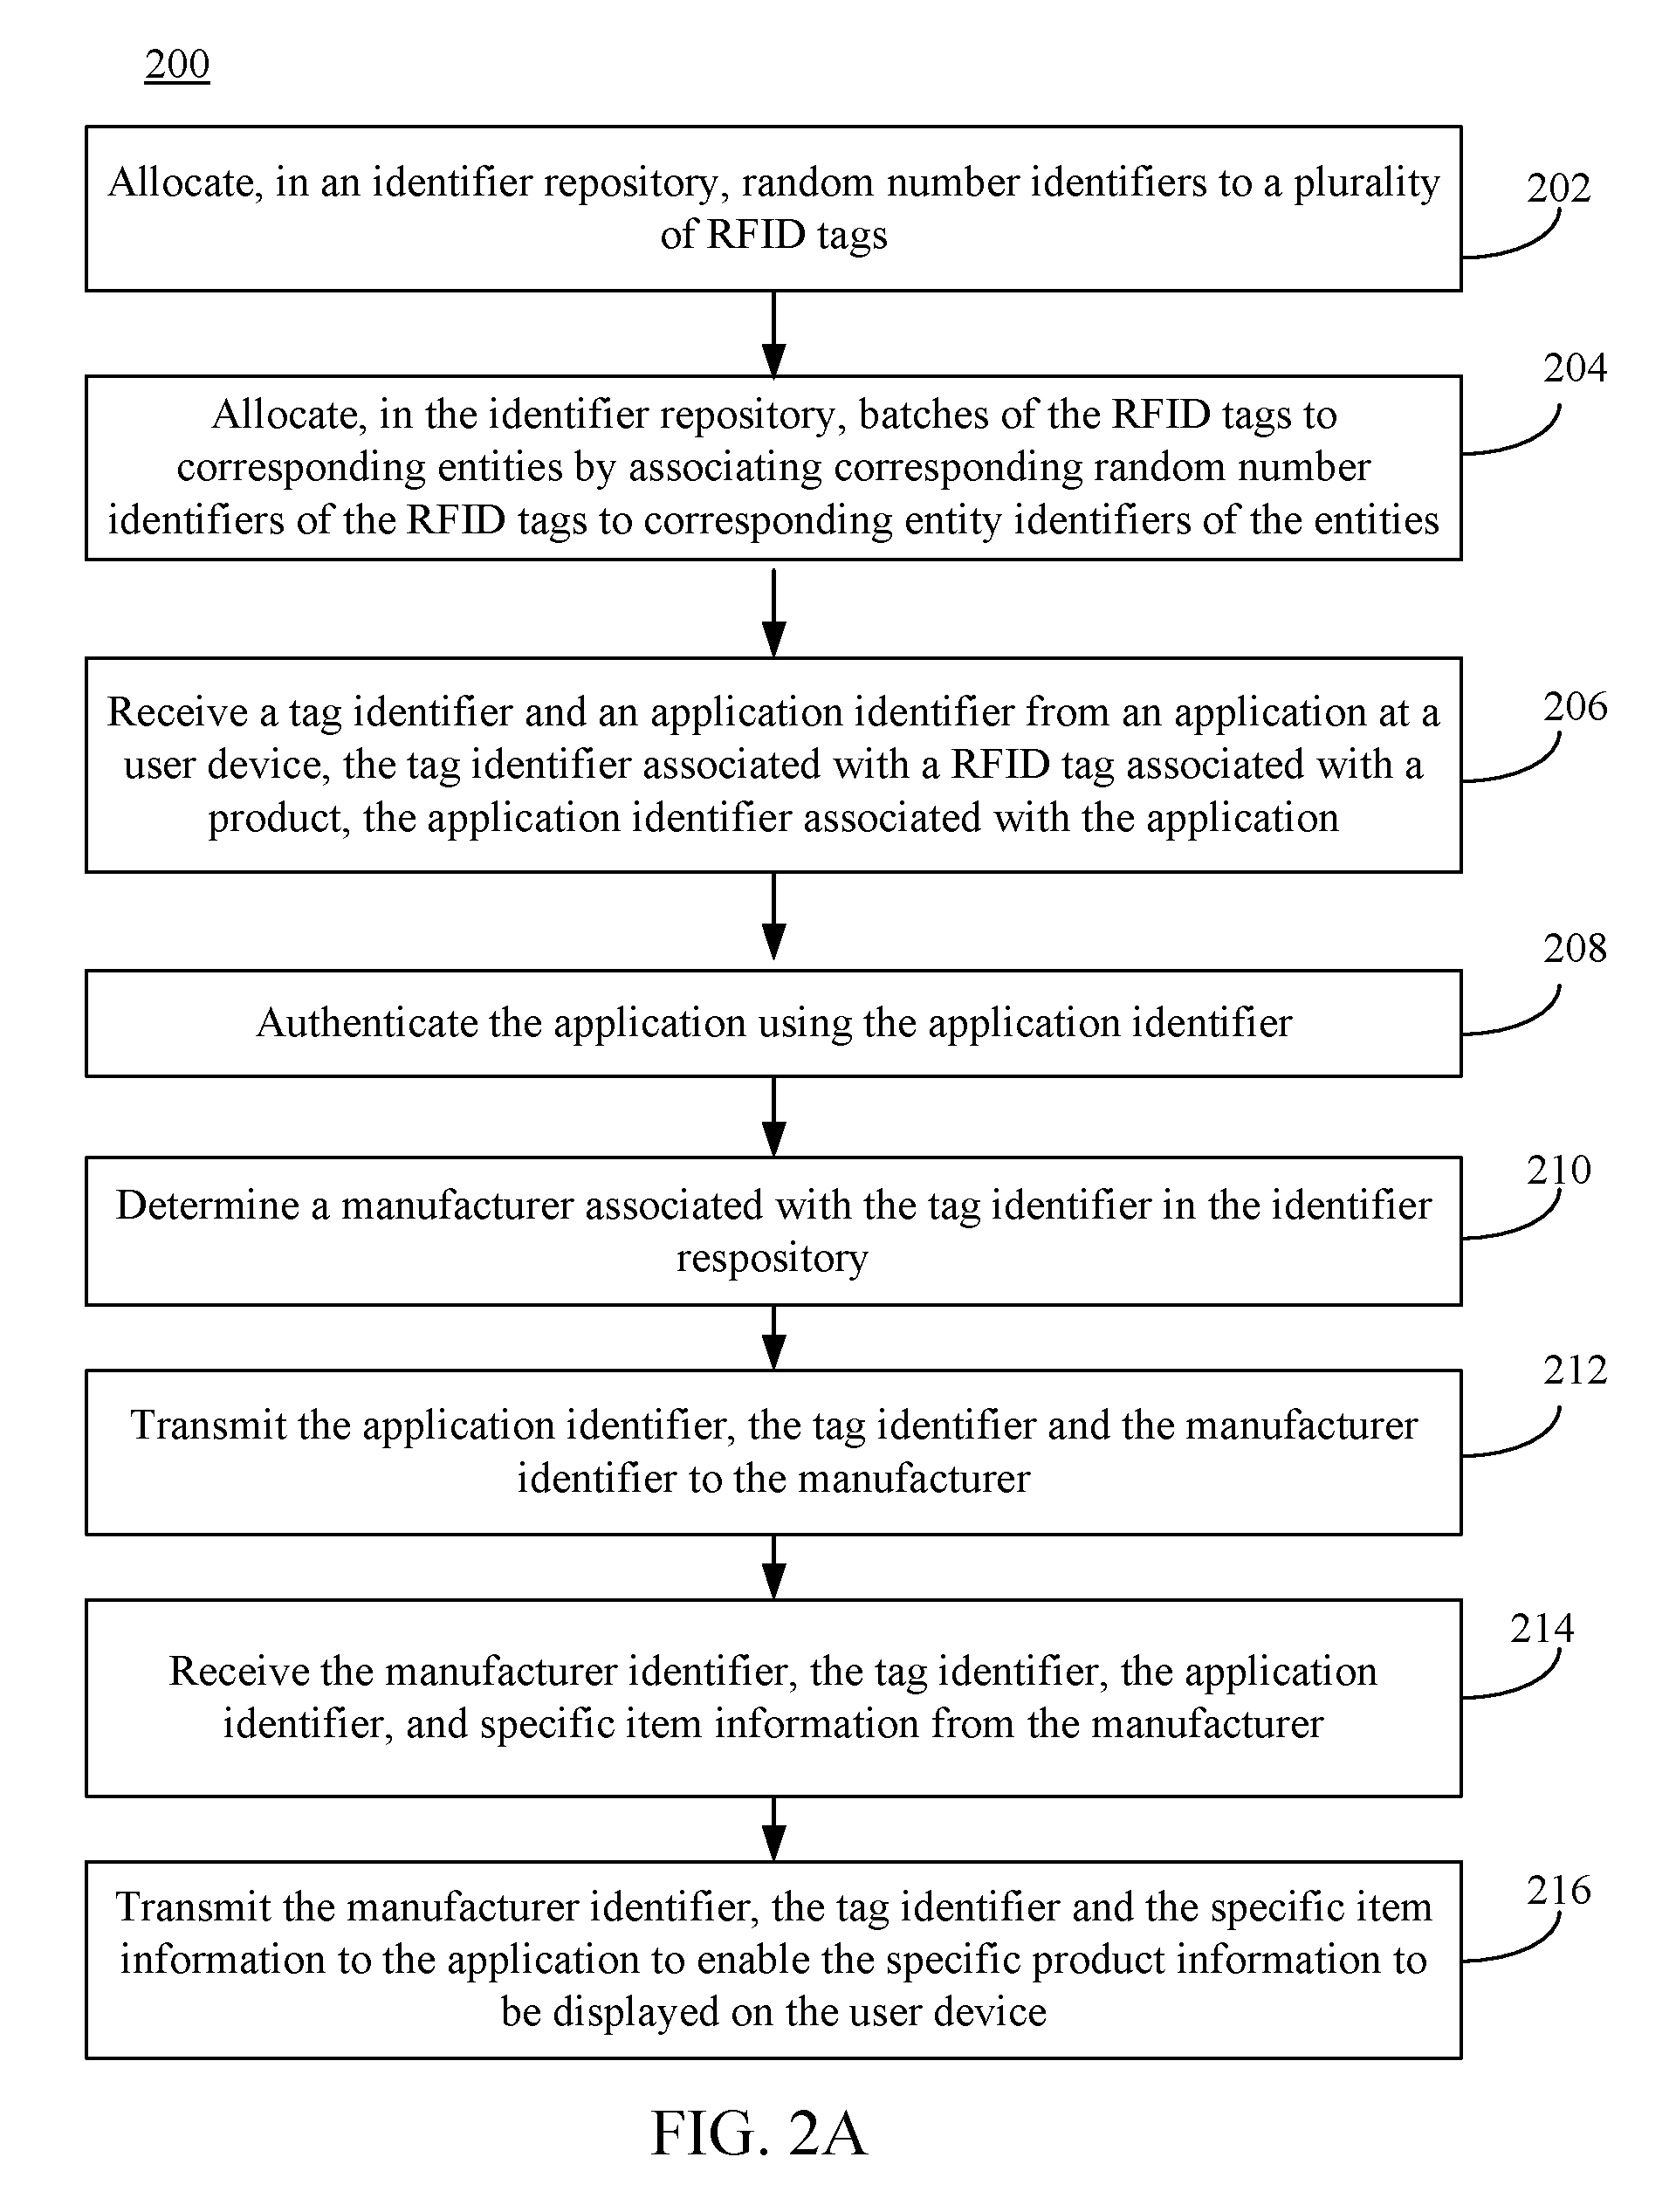 200
Allocate, in an identifier repository, random number identifiers to a plurality
of RFID tags
202
Allocate, in the identifier repository, batches of the RFID tags to
corresponding entities by associating corresponding random number
identifiers of the RFID tags to corresponding entity identifiers of the entities
204
Receive a tag identifier and an application identifier from an application at a
user device, the tag identifier associated with a RFID tag associated with a
product, the application identifier associated with the application
206
Authenticate the application using the application identifier
208
Determine a manufacturer associated with the tag identifier in the identifier
respository
210
Transmit the application identifier, the tag identifier and the manufacturer
identifier to the manufacturer
212
Receive the manufacturer identifier, the tag identifier, the application
identifier, and specific item information from the manufacturer
214
Transmit the manufacturer identifier, the tag identifier and the specific item
information to the application to enable the specific product information to
be displayed on the user device
216
FIG. 2A